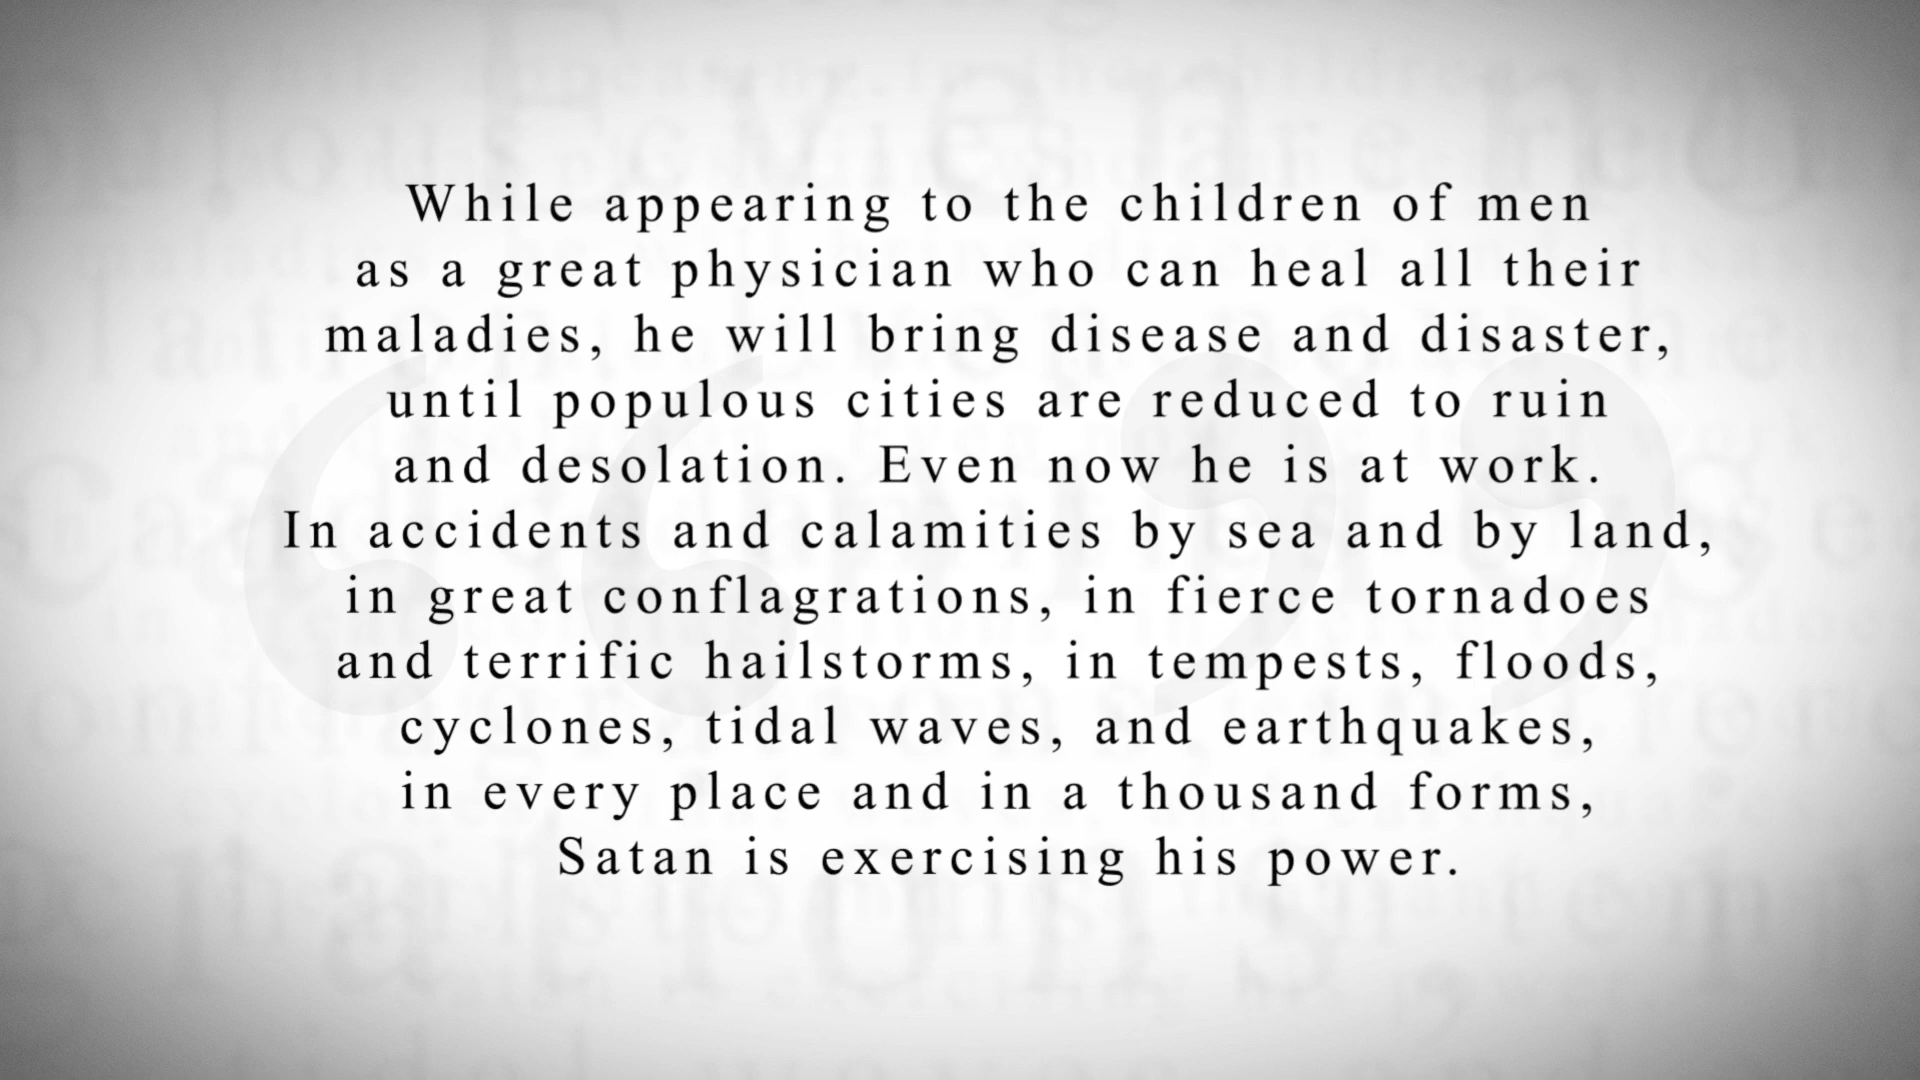 While appearing to the children of men
as a great physician who can heal all their
maladies, he will bring disease and disaster,
until populous cities are reduced to ruin
and desolation. Even now he is at work.
In accidents and calamities by sea and by land,
in great conflagrations, in fierce tornadoes
and terrific hailstorms, in tempests, floods,
cyclones, tidal waves, and earthquakes,
in every place and in a thousand forms,
Satan is exercising his power.